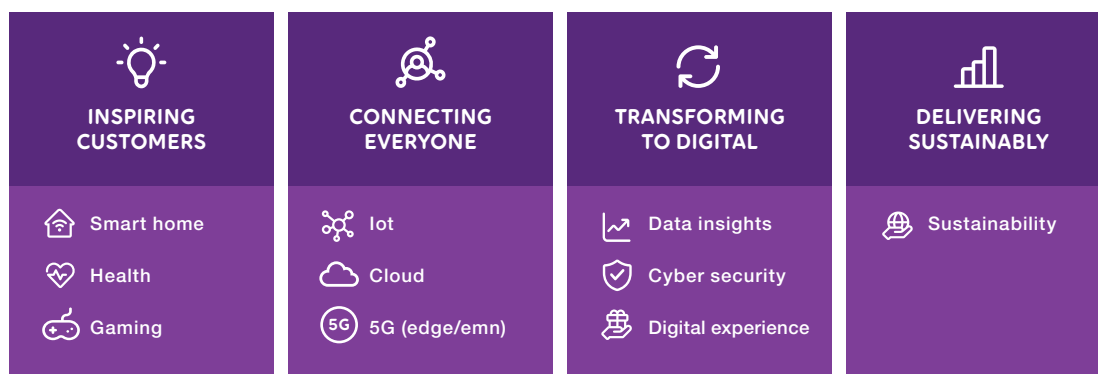 INSPIRING
CUSTOMERS
Smart home
Health
Gaming
CONNECTING
EVERYONE
Iot
Cloud
5G
5G (edge/emn)
TRANSFORMING
TO DIGITAL
Data insights
Cyber security
Digital experience
DELIVERING
SUSTAINABLY
Sustainability